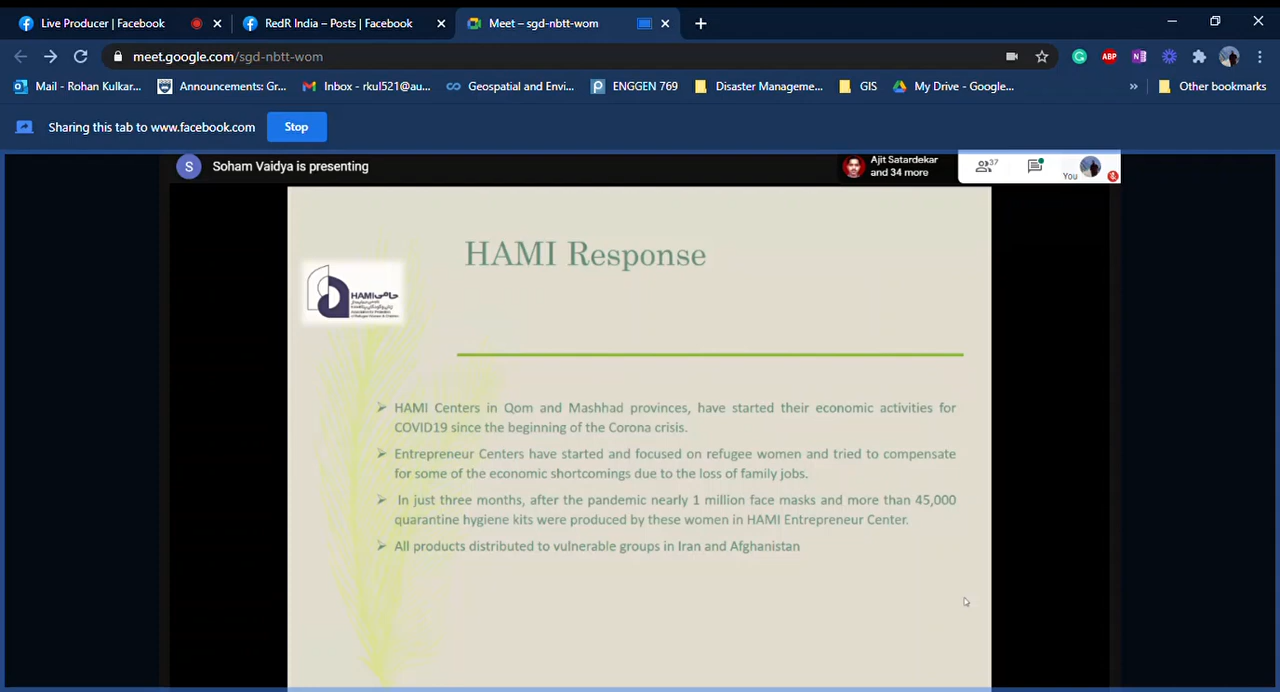 Live Producer | Facebook
RedR India – Posts | Facebook
Meet – sgd-nbtt-wom
meet.google.com/sgd-nbtt-wom
ABP
Mail - Rohan Kulkar...
Announcements: Gr...
Inbox - rkul521@au...
Geospatial and Envi...
ENGGEN 769
Disaster Manageme...
GIS
My Drive - Google...
»
Other bookmarks
Sharing this tab to www.facebook.com
Stop
S
Soham Vaidya is presenting
Ajit Satardekar
and 34 more
37
You
HAMI Response
HAMI حامی
➢ HAMI Centers in Qom and Mashhad provinces, have started their economic activities for
COVID19 since the beginning of the Corona crisis.
➢ Entrepreneur Centers have started and focused on refugee women and tried to compensate
for some of the economic shortcomings due to the loss of family jobs.
➢ In just three months, after the pandemic nearly 1 million face masks and more than 45,000
quarantine hygiene kits were produced by these women in HAMI Entrepreneur Center.
➢ All products distributed to vulnerable groups in Iran and Afghanistan